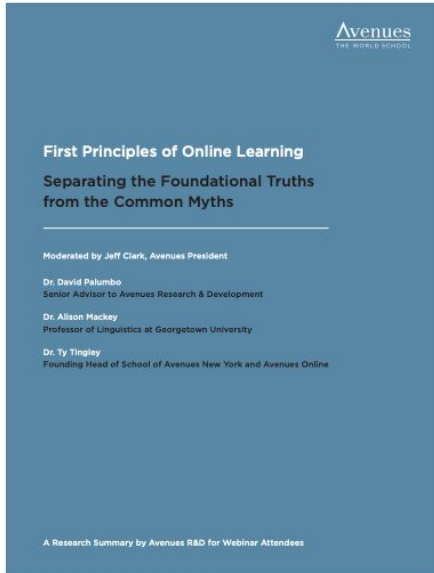 Avenues
THE WORLD SCHOOL
First Principles of Online Learning
Separating the Foundational Truths
from the Common Myths
Moderated by Jeff Clark, Avenues President
Dr. David Palumbo
Senior Advisor to Avenues Research & Development
Dr. Alison Mackey
Professor of Linguistics at Georgetown University
Dr. Ty Tingley
Founding Head of School of Avenues New York and Avenues Online
A Research Summary by Avenues R&D for Webinar Attendees